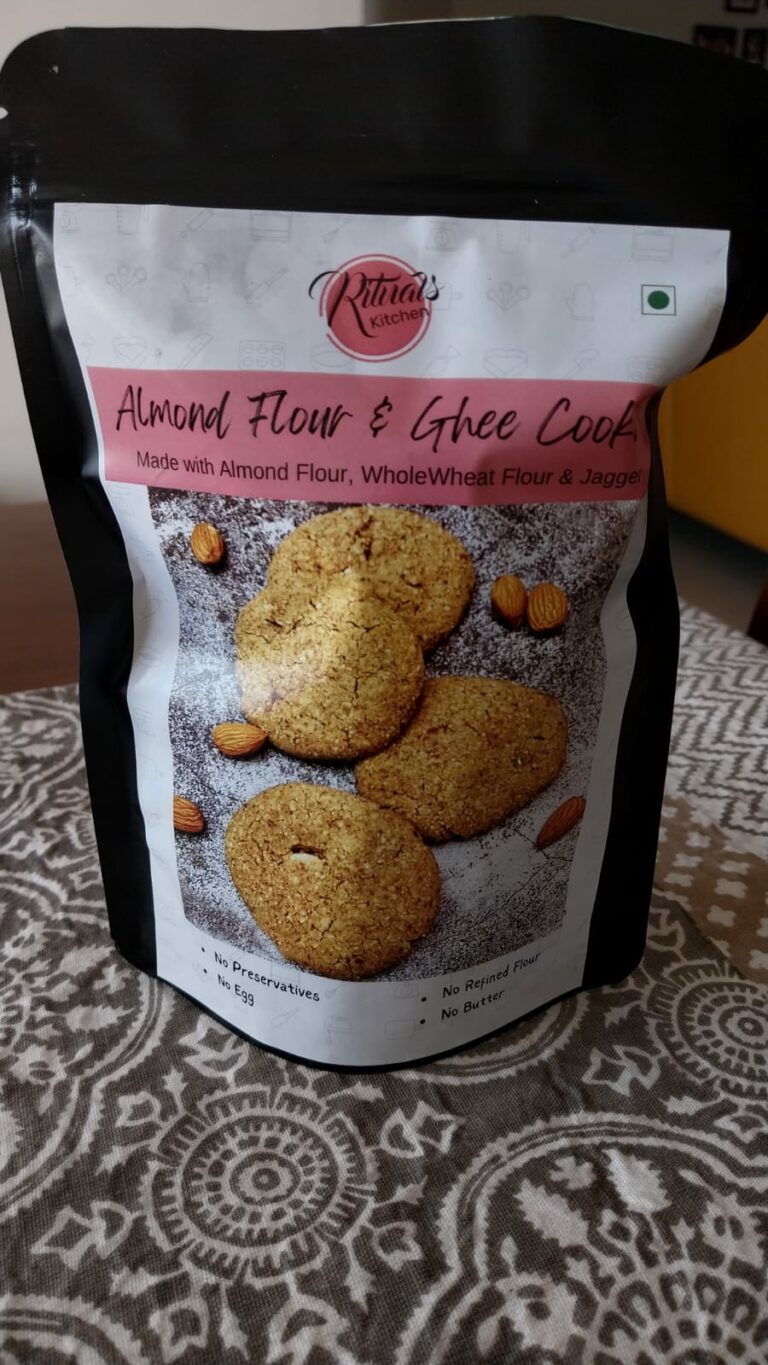 Rituals
Kitchen
Almond Flour & Ghee Cook
Made with Almond Flour, WholeWheat Flour & Jagge
• No Preservatives
• No Egg
• No Refined Flour
• No Butter